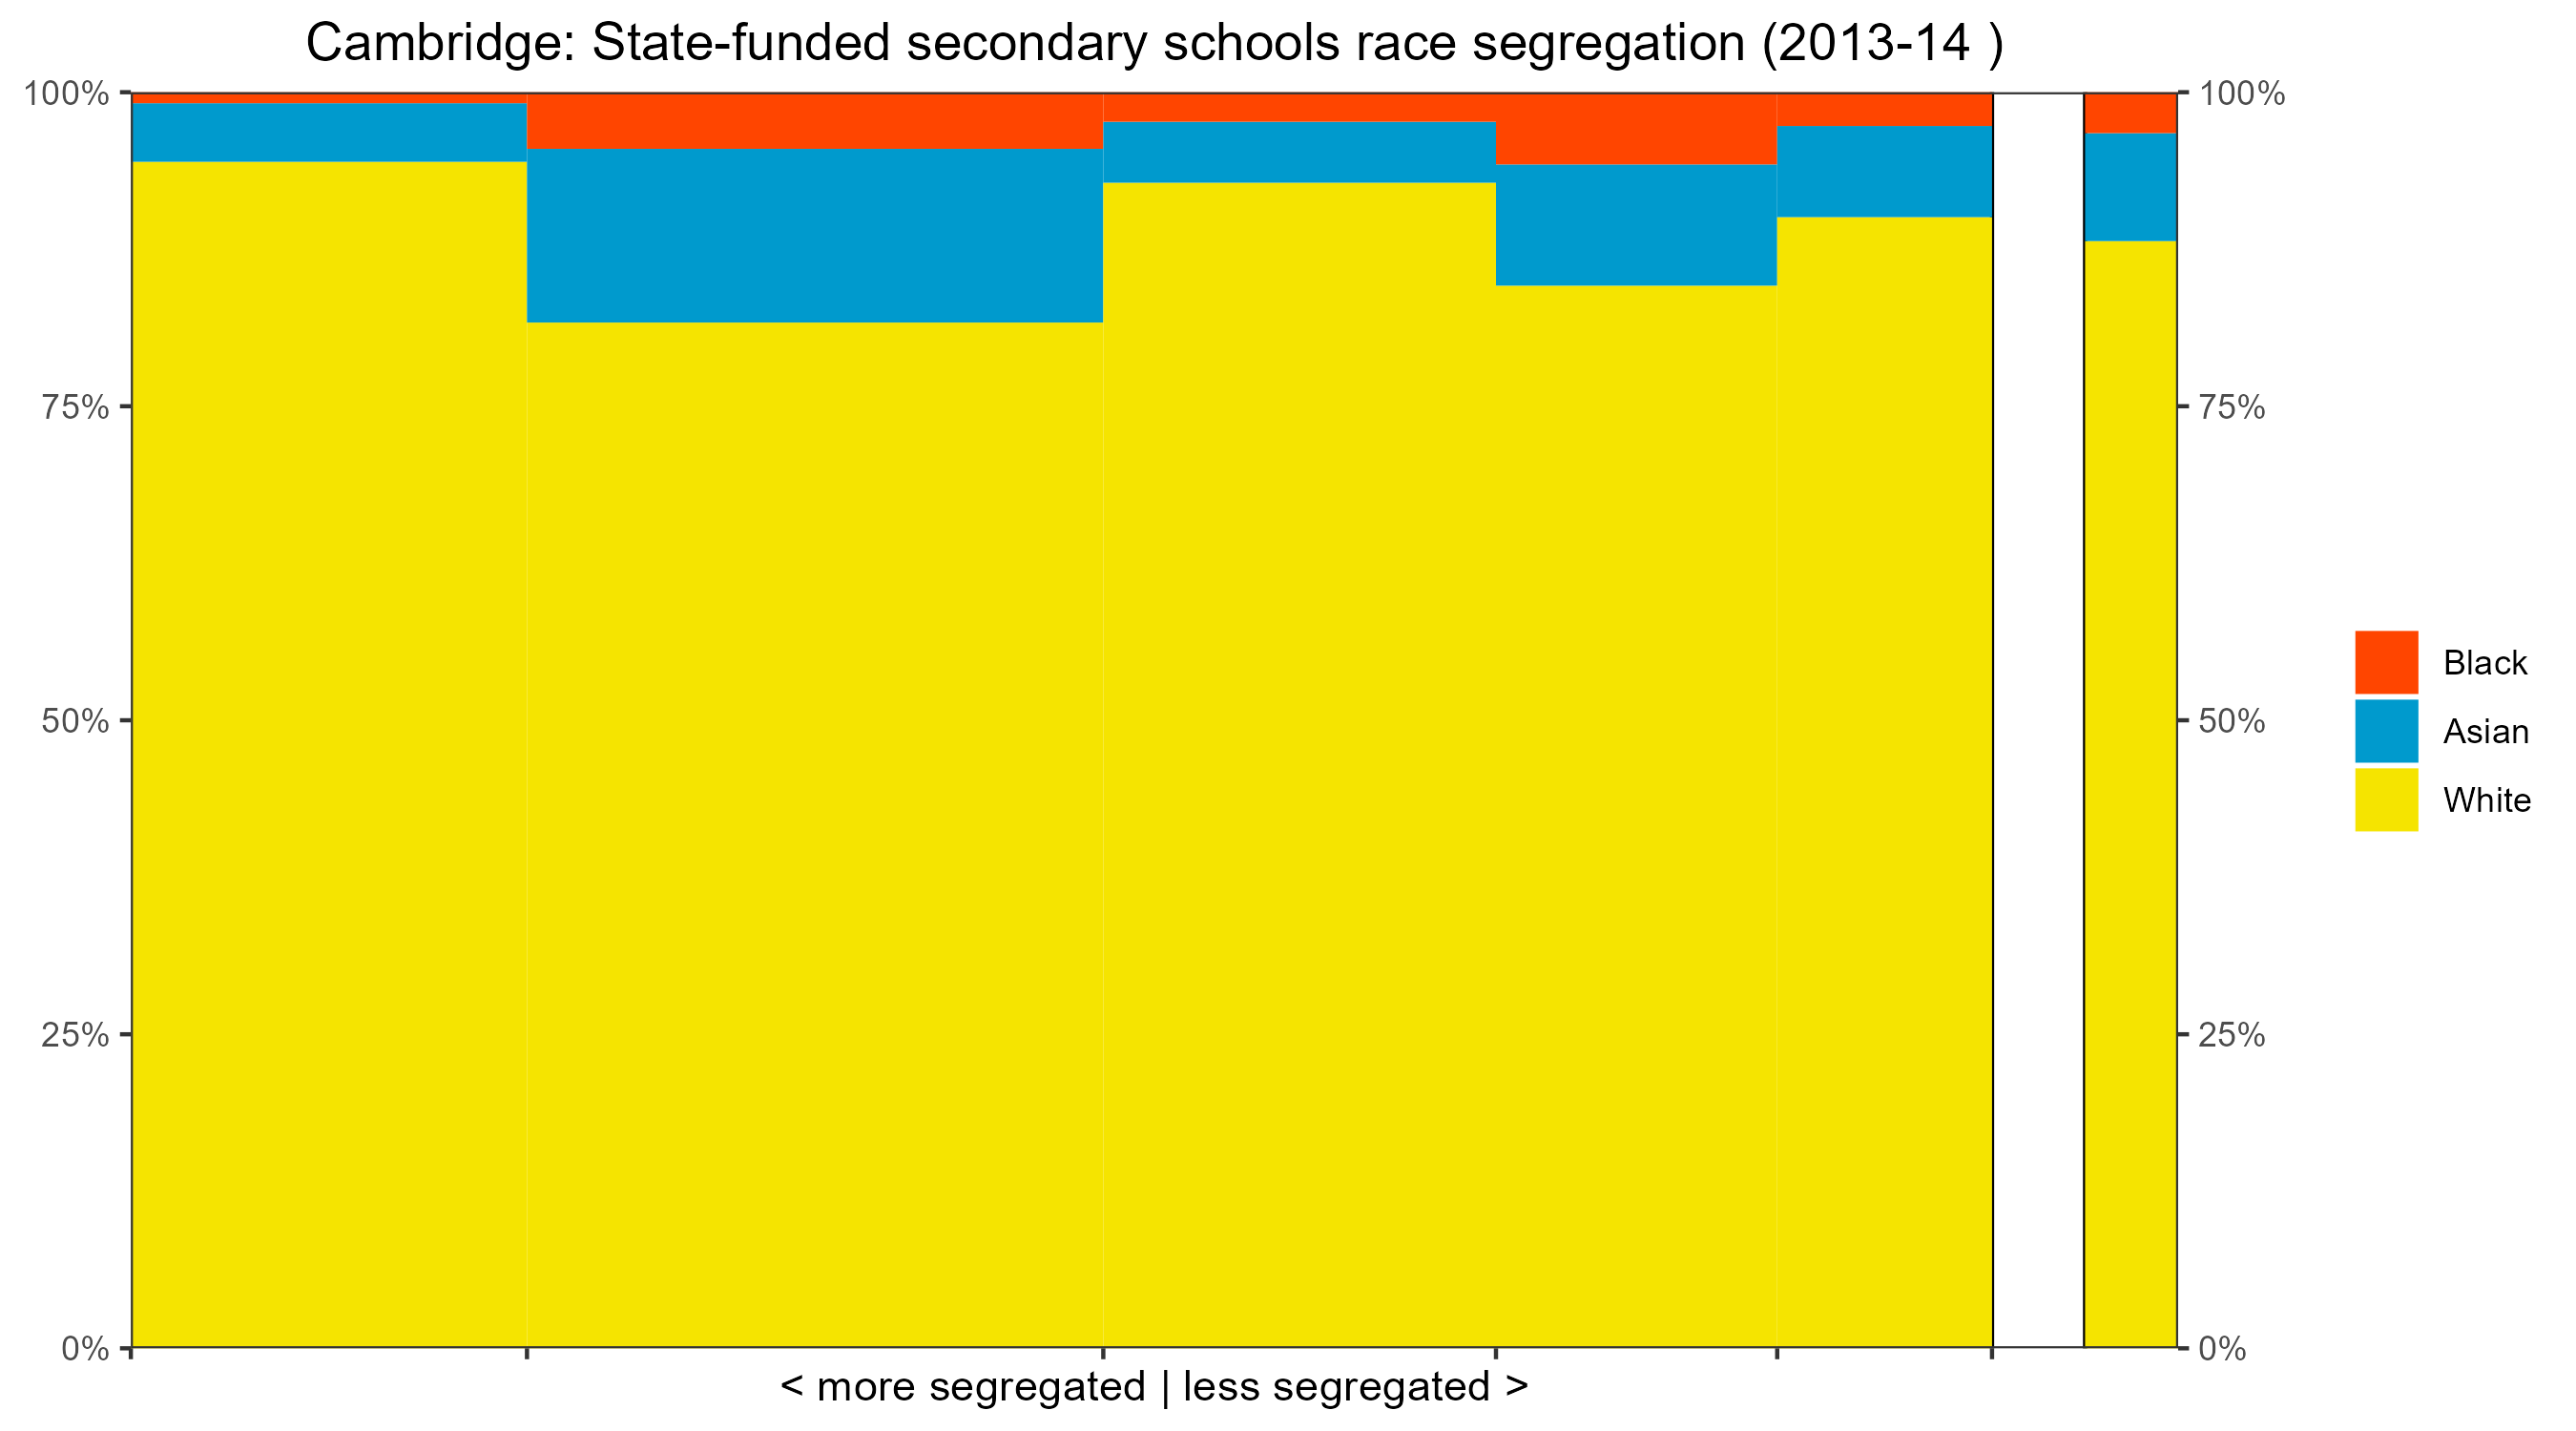 Cambridge: State-funded secondary schools race segregation (2013-14 )
100%
75%
50%
25%
0%
100%
75%
50%
25%
0%
Black
Asian
White
< more segregated | less segregated >